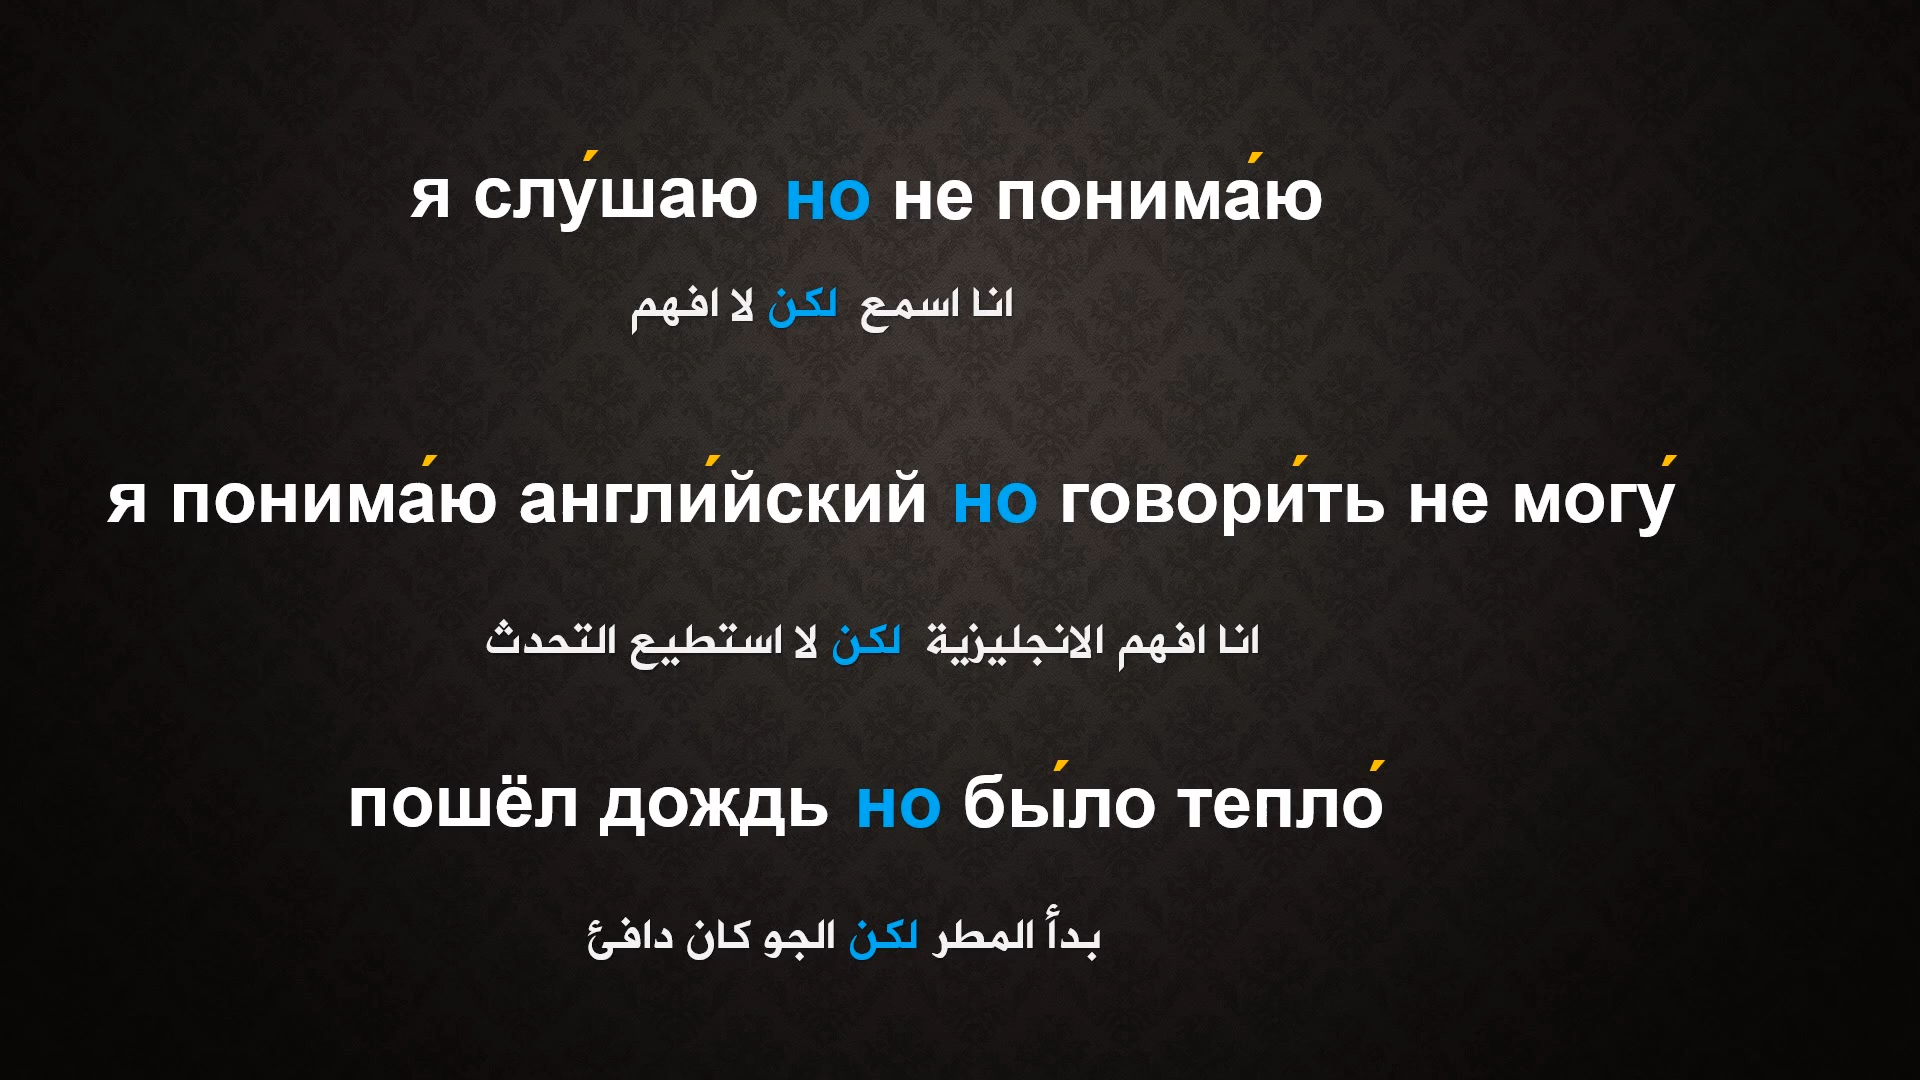 я слу́шаю но не понима́ю
انا اسمع لكن لا افهم
я понима́ю англи́йский но говори́ть не могу́
انا افهم الانجليزية لكن لا استطيع التحدث
пошёл дождь но бы́ло тепло́
بدأ المطر لكن الجو كان دافئ